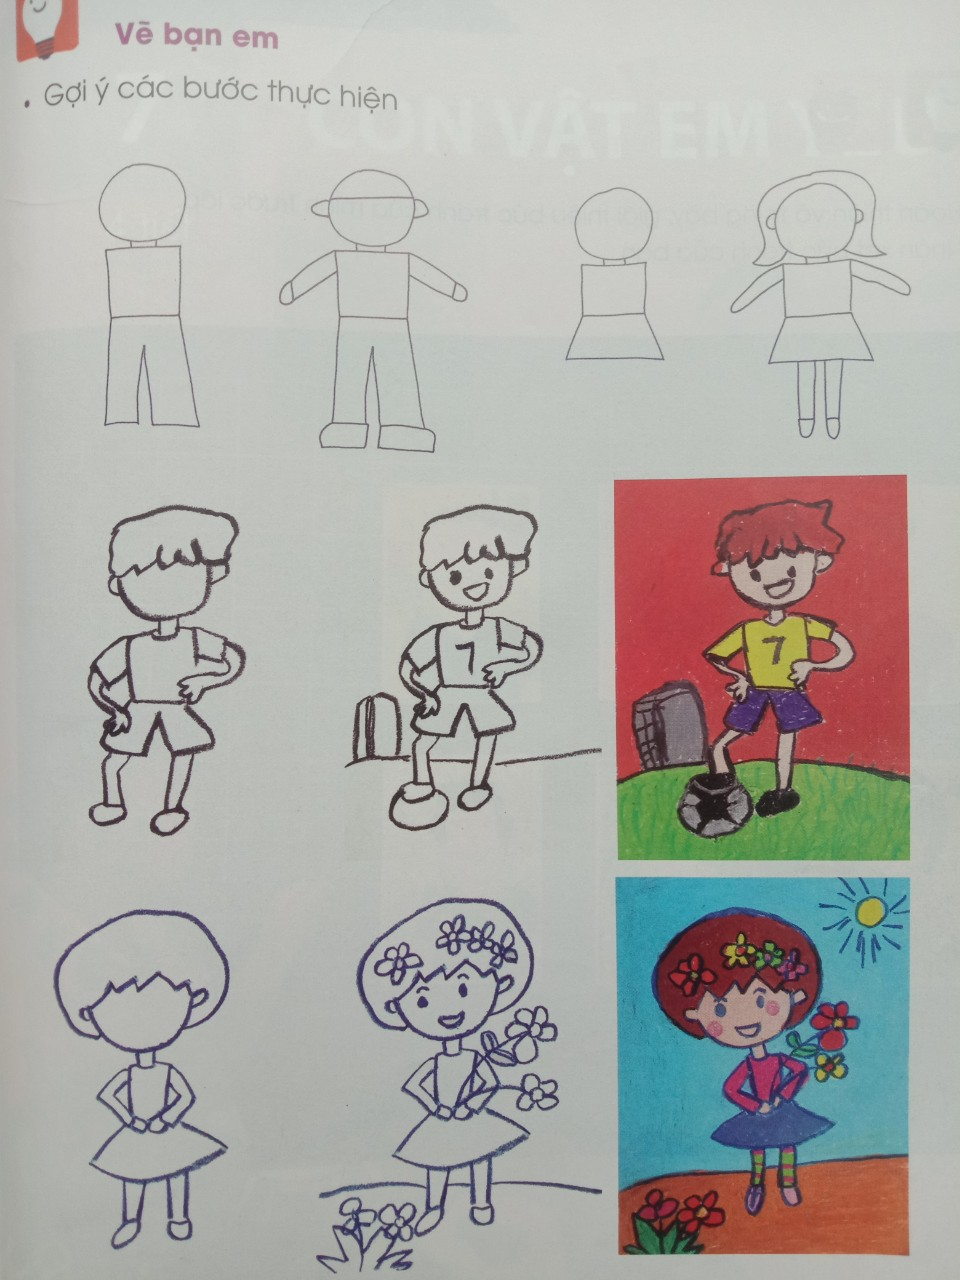 Vẽ bạn em
. Gợi ý các bước thực hiện
7
7